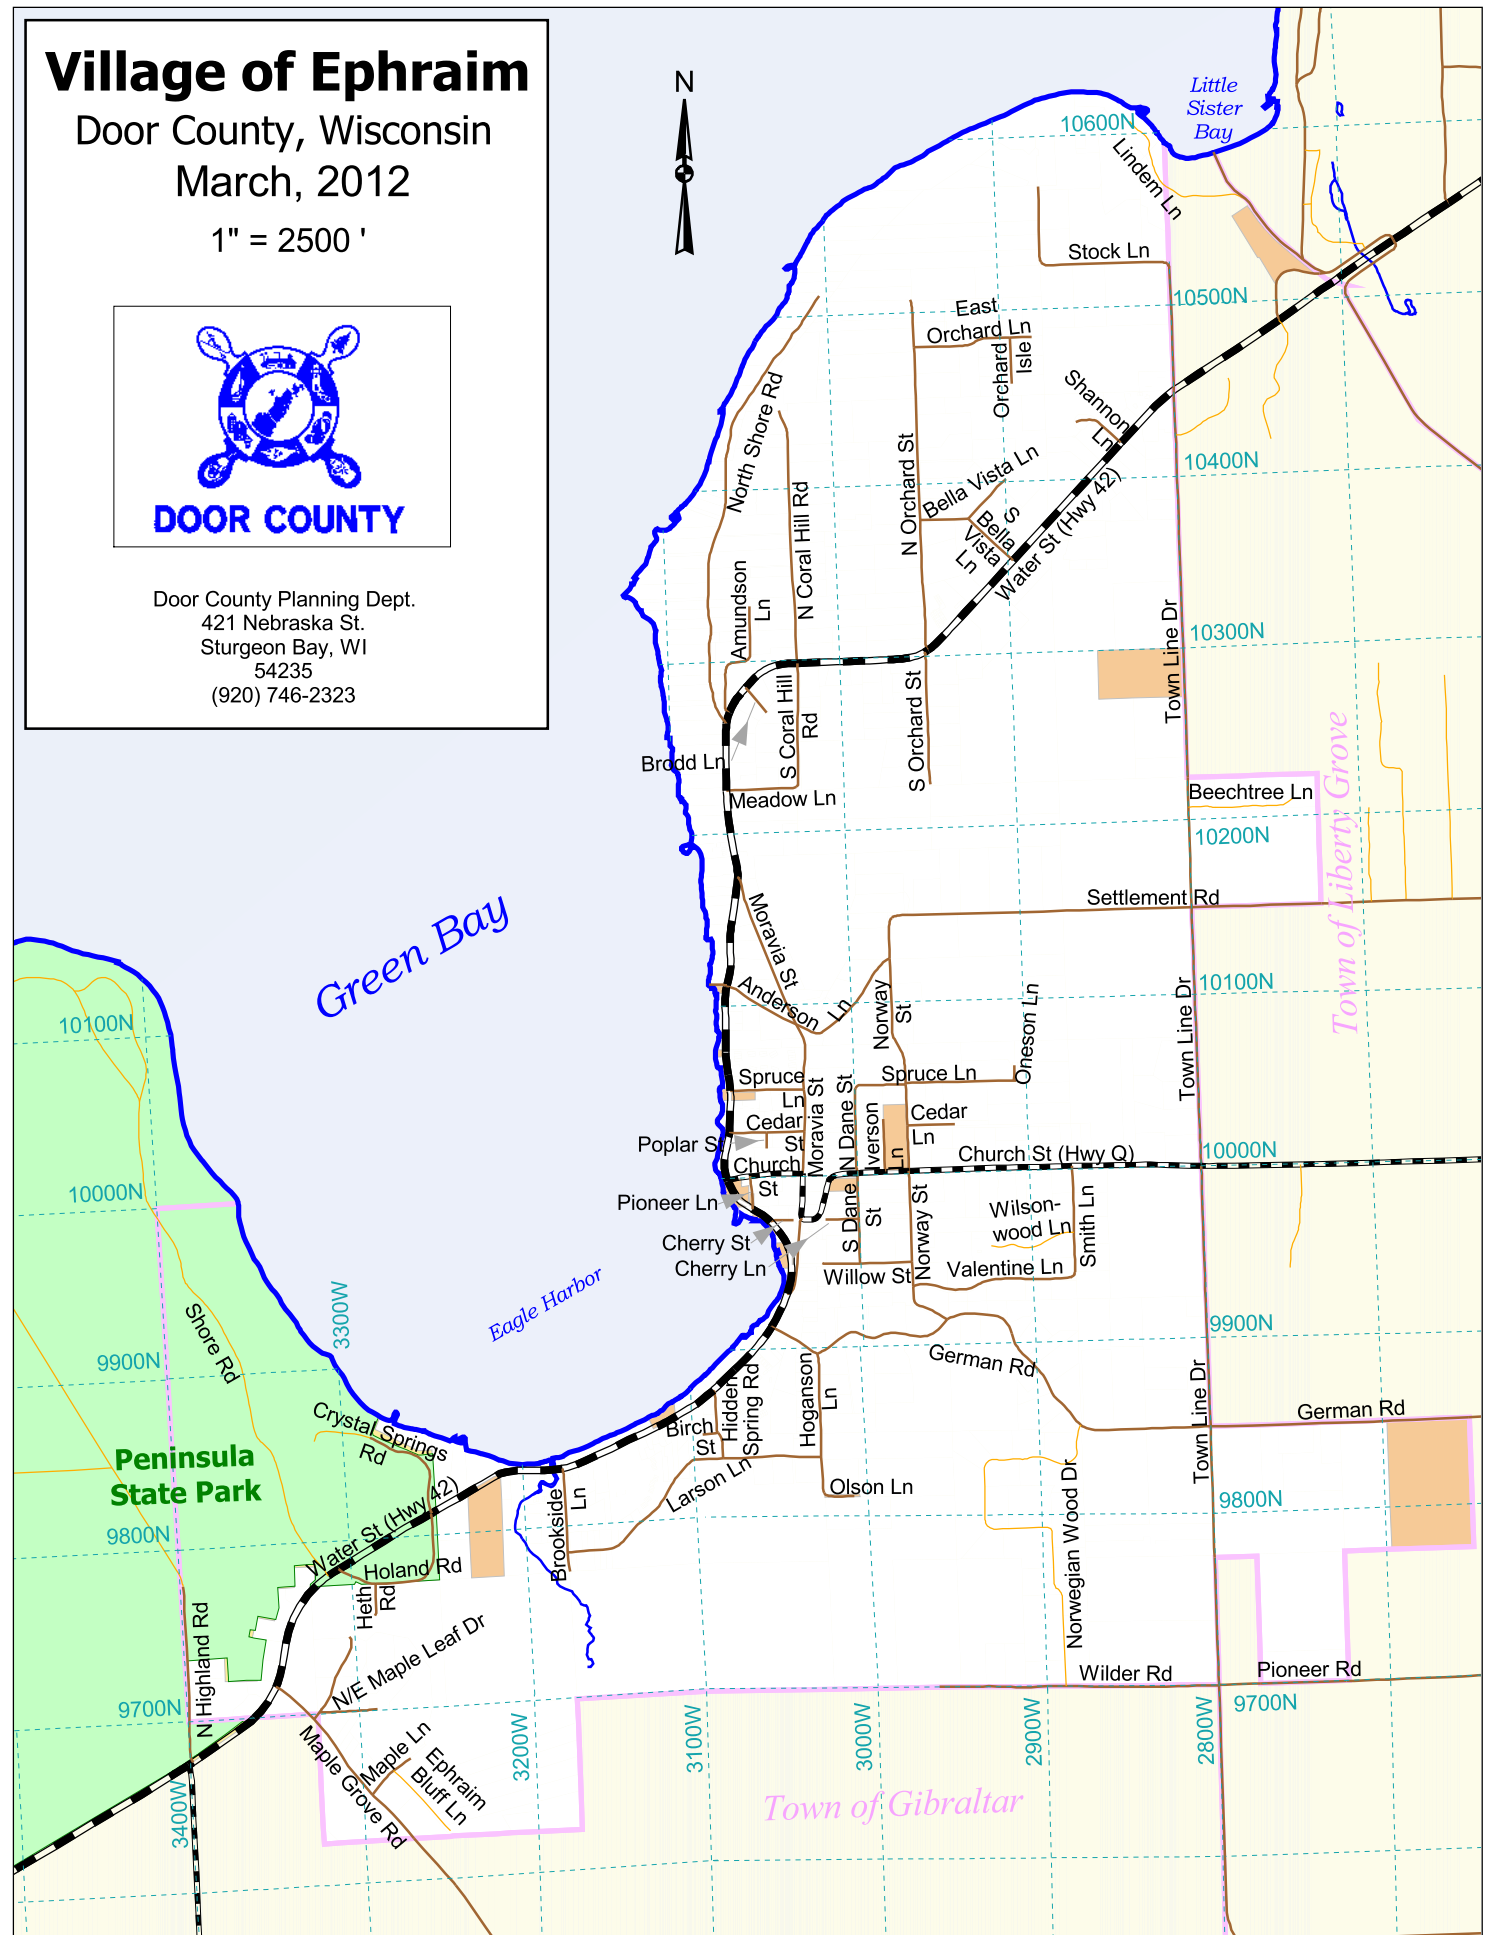 Village of Ephraim
Door County, Wisconsin
March, 2012
1" = 2500 '
DOOR COUNTY
Door County Planning Dept.
421 Nebraska St.
Sturgeon Bay, WI
54235
(920) 746-2323
N
Little
Sister
Bay
10600N
Lindem Ln
Stock Ln
10500N
East
Orchard Ln
Orchard
Isle
Shannon
Ln
North Shore Rd
N Coral Hill Rd
N Orchard St
Bella Vista Ln
S
Bella
Vista
Ln
Water St (Hwy 42)
10400N
Amundson
Ln
10300N
Town Line Dr
S Coral Hill
Rd
S Orchard St
Brodd Ln
Meadow Ln
Beechtree Ln
10200N
Town of Liberty Grove
Settlement Rd
Green Bay
Moravia St
Anderson
Ln
Norway
St
Oneson Ln
Town Line Dr
10100N
10100N
Spruce
Ln
Spruce Ln
Cedar
St
Moravia St
N Dane St
Iverson
Ln
Cedar
Ln
Poplar St
Church
St
Church St (Hwy Q)
10000N
10000N
Pioneer Ln
Cherry St
Cherry Ln
S Dane
St
Norway St
Wilson-
wood Ln
Smith Ln
Willow St
Valentine Ln
Eagle Harbor
3300W
Shore Rd
9900N
9900N
German Rd
Town Line Dr
German Rd
Hidden
Spring Rd
Hoganson
Ln
Birch
St
Larson Ln
Olson Ln
Crystal Springs
Rd
Peninsula
State Park
Water St (Hwy 42)
9800N
9800N
Brookside
Ln
Holand Rd
Heth
Rd
Norwegian Wood Dr
N Highland Rd
N/E Maple Leaf Dr
Wilder Rd
Pioneer Rd
9700N
9700N
Maple Grove Rd
Maple Ln
Ephraim
Bluff Ln
3400W
3200W
3100W
3000W
2900W
2800W
Town of Gibraltar